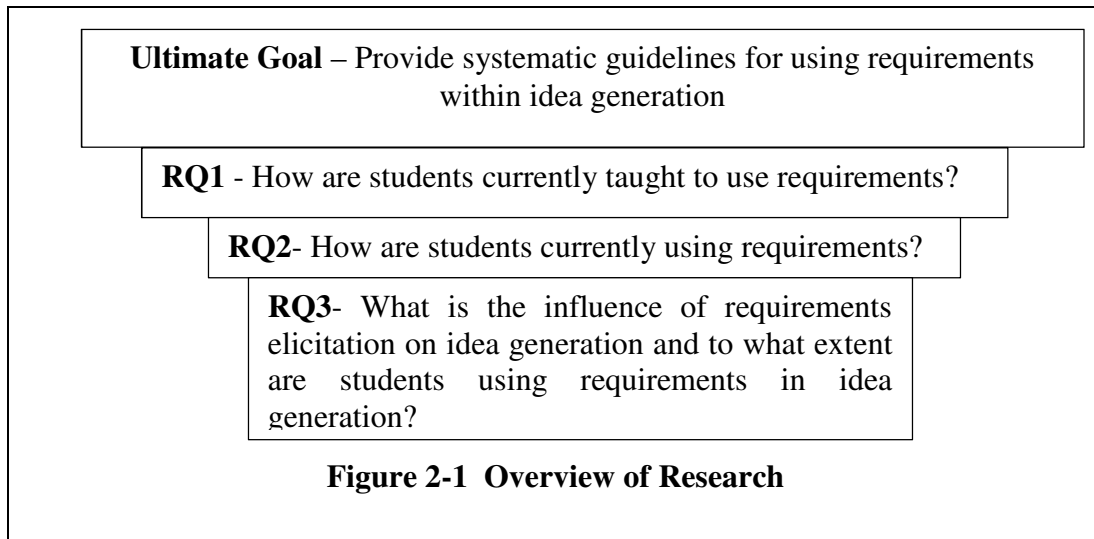 Ultimate Goal – Provide systematic guidelines for using requirements
within idea generation
RQ1 - How are students currently taught to use requirements?
RQ2- How are students currently using requirements?
RQ3- What is the influence of requirements
elicitation on idea generation and to what extent
are students using requirements in idea
generation?
Figure 2-1 Overview of Research